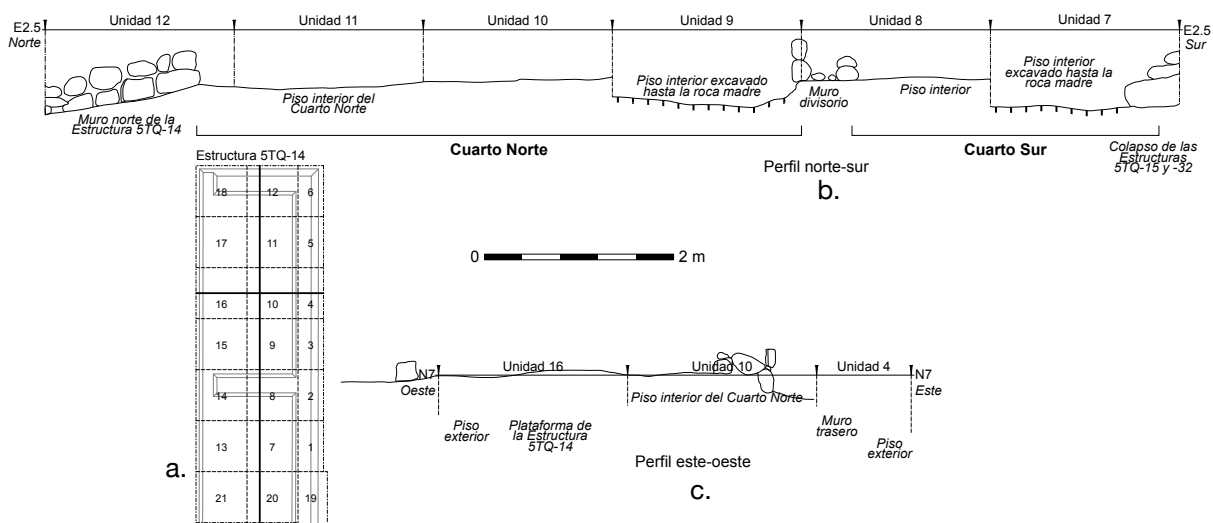 Unidad 12
Unidad 11
Unidad 10
Unidad 9
Unidad 8
Unidad 7
E2.5
Norte
E2.5
Sur
Muro norte de la
Estructura 5TQ-14
Piso interior del
Cuarto Norte
Piso interior excavado
hasta la roca madre
Muro
divisorio
Piso interior
Piso interior
excavado hasta la
roca madre
Cuarto Norte
Cuarto Sur
Colapso de las
Estructuras
5TQ-15 y -32
Perfil norte-sur
b.
Estructura 5TQ-14
18 12 6
17 11 5
16 10 4
15 9 3
14 8 2
13 7 1
21 20 19
a.
0 2 m
N7
Oeste
Unidad 16
Unidad 10
Unidad 4
N7
Este
Piso
exterior
Plataforma de
la Estructura
5TQ-14
Piso interior del Cuarto Norte
Muro
trasero
Piso
exterior
Perfil este-oeste
c.